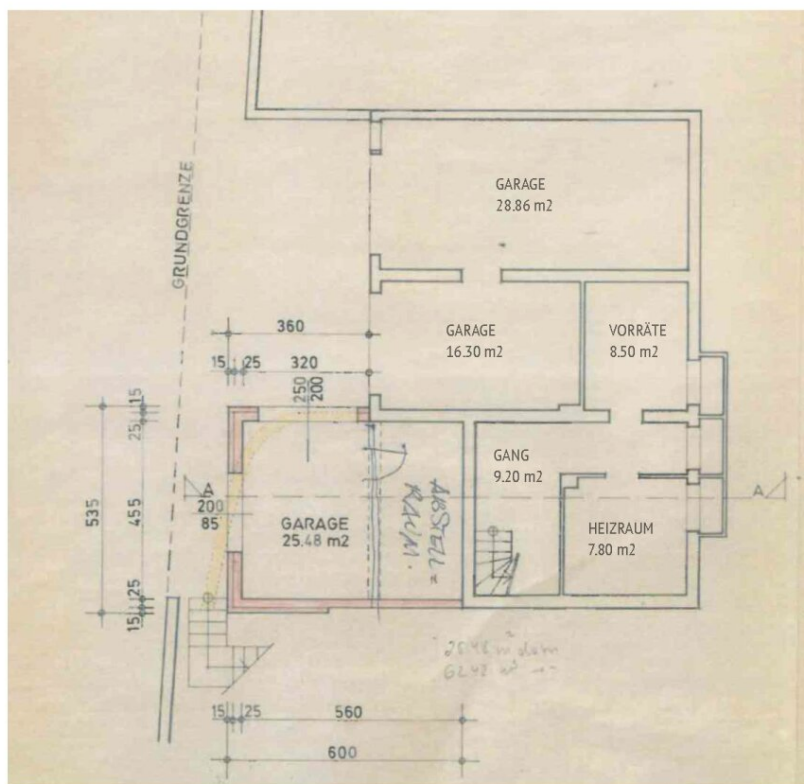 GRUNDGRENZE
GARAGE
28.86 m2
GARAGE
16.30 m2
VORRÄTE
8.50 m2
360
15 25 320
250
200
15
25
455
535
25
15
A
200
85
GARAGE
25.48 m2
ABSTELL=
RAUM.
GANG
9.20 m2
HEIZRAUM
7.80 m2
A
15 25 560
600